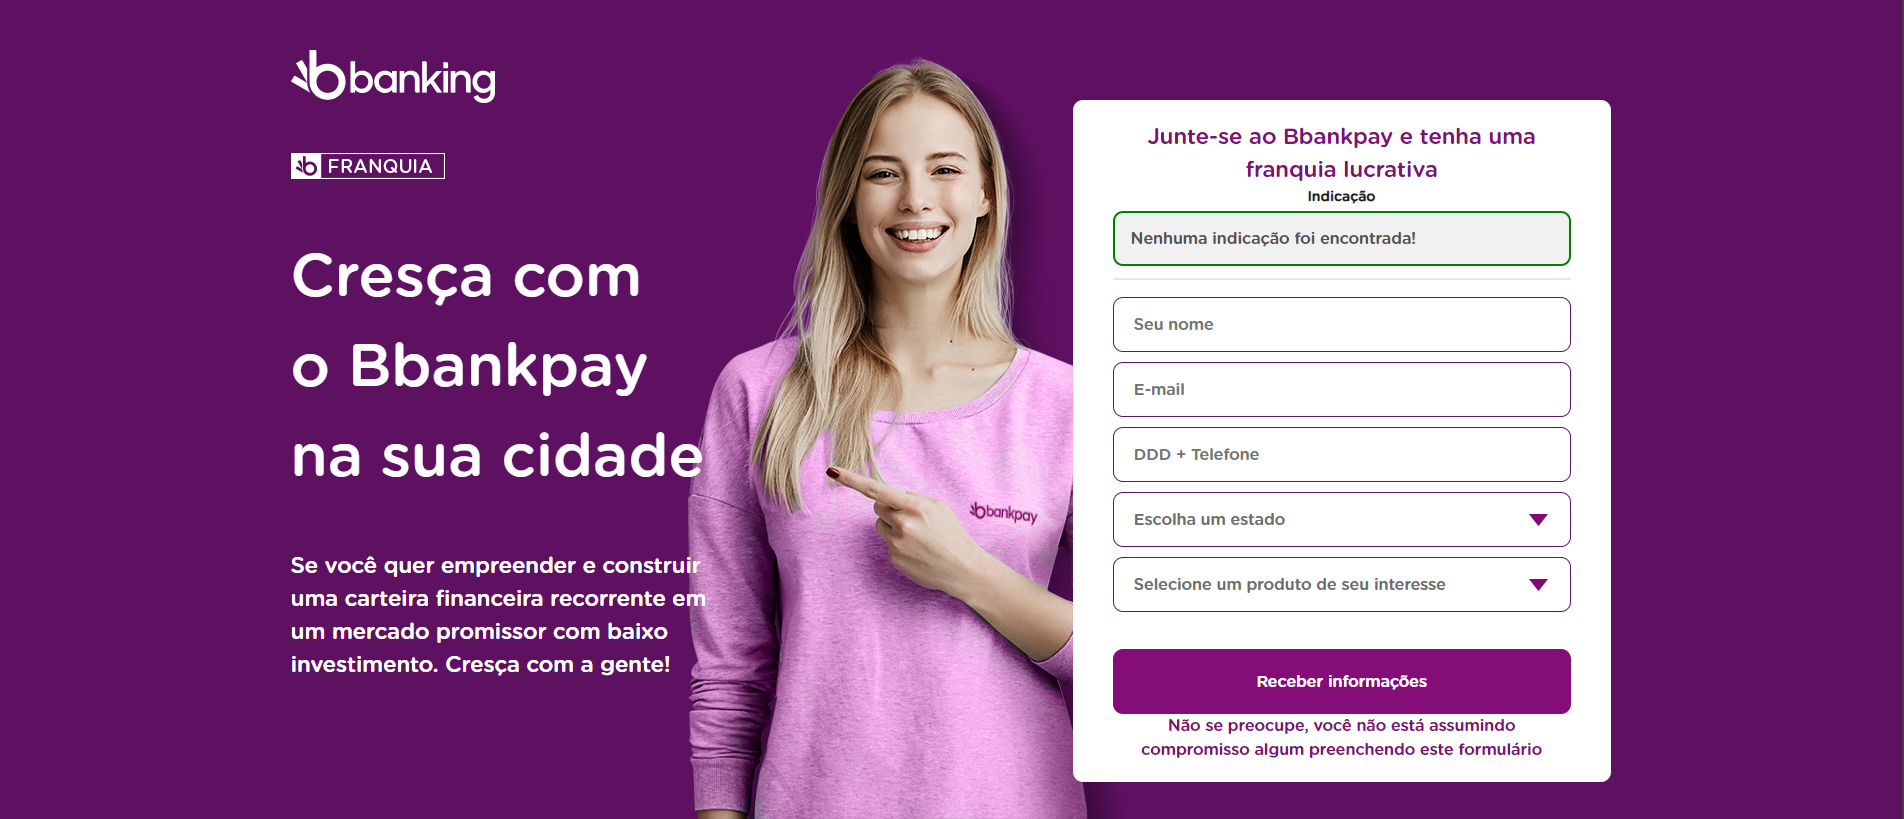 banking
FRANQUIA
Cresça com
o Bbankpay
na sua cidade
Se você quer empreender e construir
uma carteira financeira recorrente em
um mercado promissor com baixo
investimento. Cresça com a gente!
bbankpay
Junte-se ao Bbankpay e tenha uma
franquia lucrativa
Indicação
Nenhuma indicação foi encontrada!
Seu nome
E-mail
DDD + Telefone
Escolha um estado
Selecione um produto de seu interesse
Receber informações
Não se preocupe, você não está assumindo
compromisso algum preenchendo este formulário